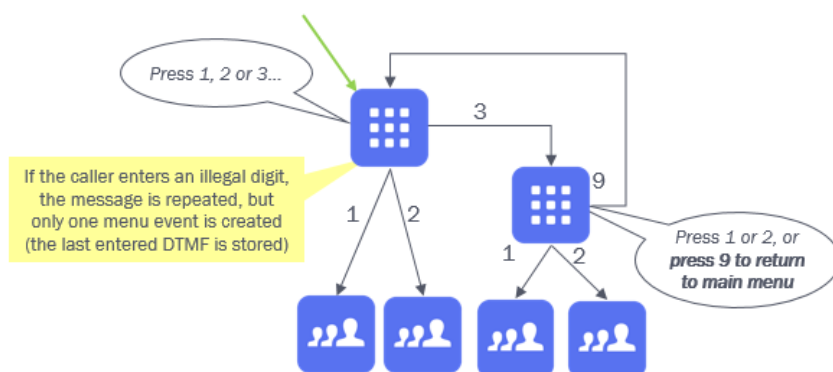 Press 1, 2 or 3...
3
If the caller enters an illegal digit,
the message is repeated, but
only one menu event is created
(the last entered DTMF is stored)
9
1
2
Press 1 or 2, or
press 9 to return
to main menu
1
2